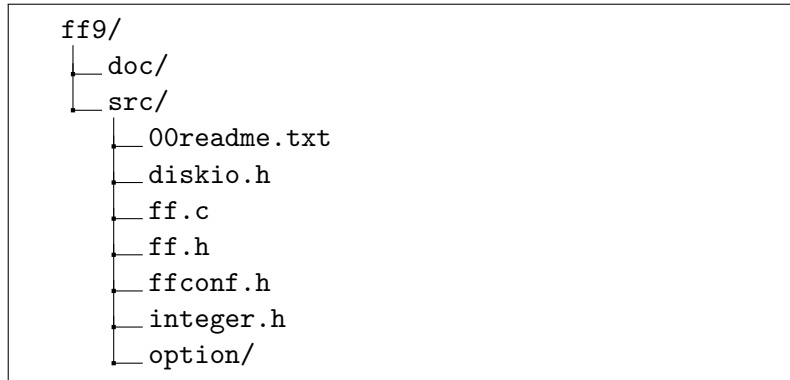 ff9/
doc/
src/
00readme.txt
diskio.h
ff.c
ff.h
ffconf.h
integer.h
option/